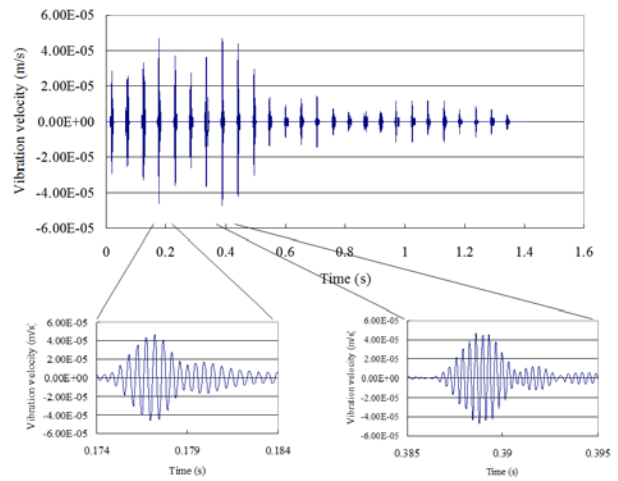 6.00E-05
4.00E-05
2.00E-05
0.00E+00
-2.00E-05
-4.00E-05
-6.00E-05
Vibration velocity (m/s)
0 0.2 0.4 0.6 0.8 1 1.2 1.4 1.6
Time (s)
6.00E-05
4.00E-05
2.00E-05
0.00E+00
-2.00E-05
-4.00E-05
-6.00E-05
Vibration velocity (m/s)
0.174 0.179 0.184
Time (s)
6.00E-05
4.00E-05
2.00E-05
0.00E+00
-2.00E-05
-4.00E-05
-6.00E-05
Vibration velocity (m/s)
0.385 0.39 0.395
Time (s)